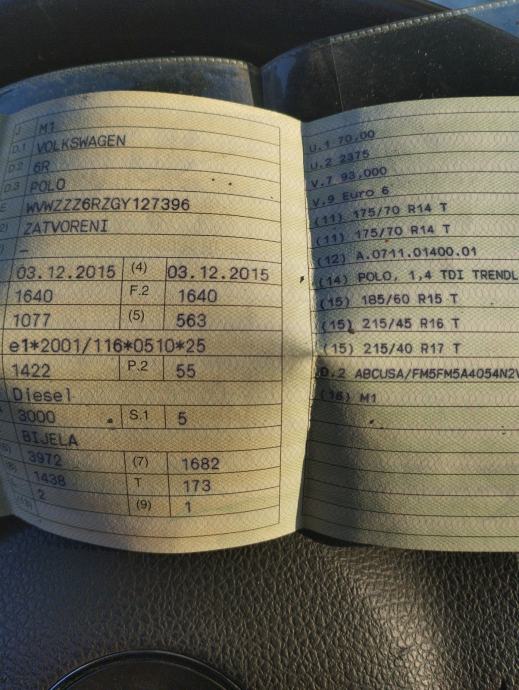 J M1
D.1 VOLKSWAGEN
D.2 6R
D.3 POLO
E WVWZZZ6RZGY127396
2) ZATVORENI
–
03.12.2015 (4) 03.12.2015
1640 F.2 1640
1077 (5) 563
e1*2001/116*0510*25
1422 P.2 55
Diesel
3000 S.1 5
BIJELA
3972 (7) 1682
1438 T 173
2 (9) 1
U.1 70,00
U.2 2375
V.7 93,000
V.9 Euro 6
(11) 175/70 R14 T
(11) 175/70 R14 T
(12) A.0711.01400.01
(14) POLO, 1,4 TDI TRENDL
(15) 185/60 R15 T
(15) 215/45 R16 T
(15) 215/40 R17 T
D.2 ABCUSA/FM5FM5A4054N2V
(16) M1